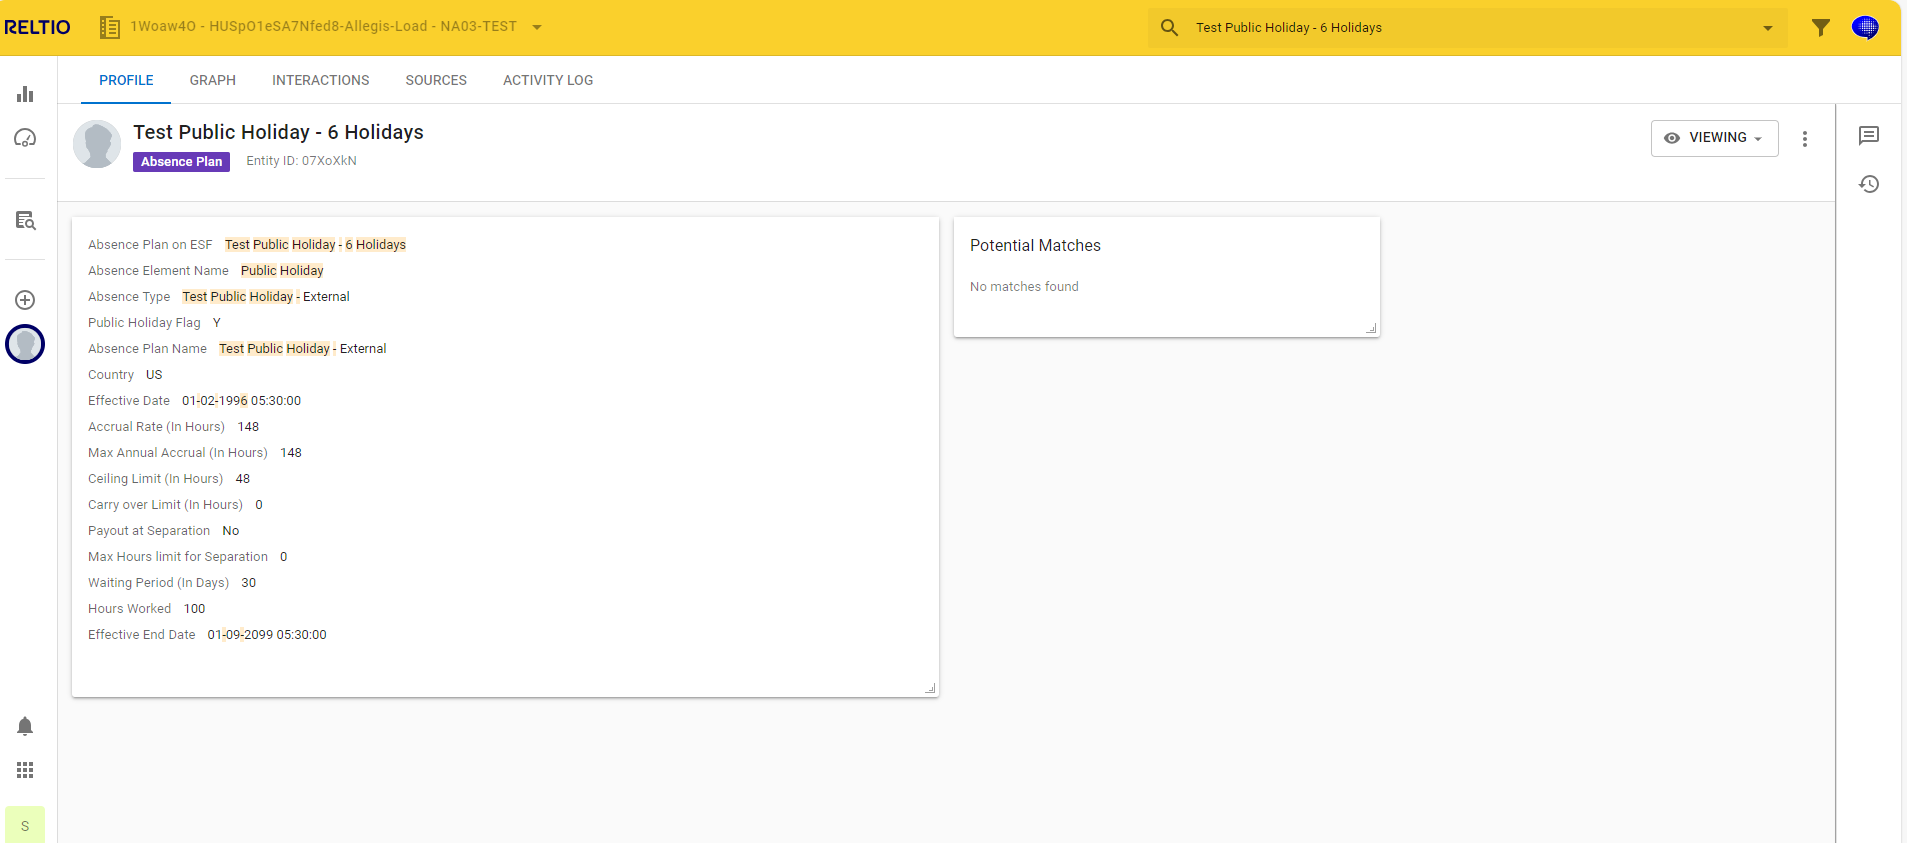 RELTIO
1Woaw4O - HUSpO1eSA7Nfed8-Allegis-Load - NA03-TEST
Test Public Holiday - 6 Holidays
PROFILE GRAPH INTERACTIONS SOURCES ACTIVITY LOG
Test Public Holiday - 6 Holidays
Absence Plan Entity ID: 07XoXkN
VIEWING
Absence Plan on ESF Test Public Holiday - 6 Holidays
Absence Element Name Public Holiday
Absence Type Test Public Holiday - External
Public Holiday Flag Y
Absence Plan Name Test Public Holiday - External
Country US
Effective Date 01-02-1996 05:30:00
Accrual Rate (In Hours) 148
Max Annual Accrual (In Hours) 148
Ceiling Limit (In Hours) 48
Carry over Limit (In Hours) 0
Payout at Separation No
Max Hours limit for Separation 0
Waiting Period (In Days) 30
Hours Worked 100
Effective End Date 01-09-2099 05:30:00
Potential Matches
No matches found
S